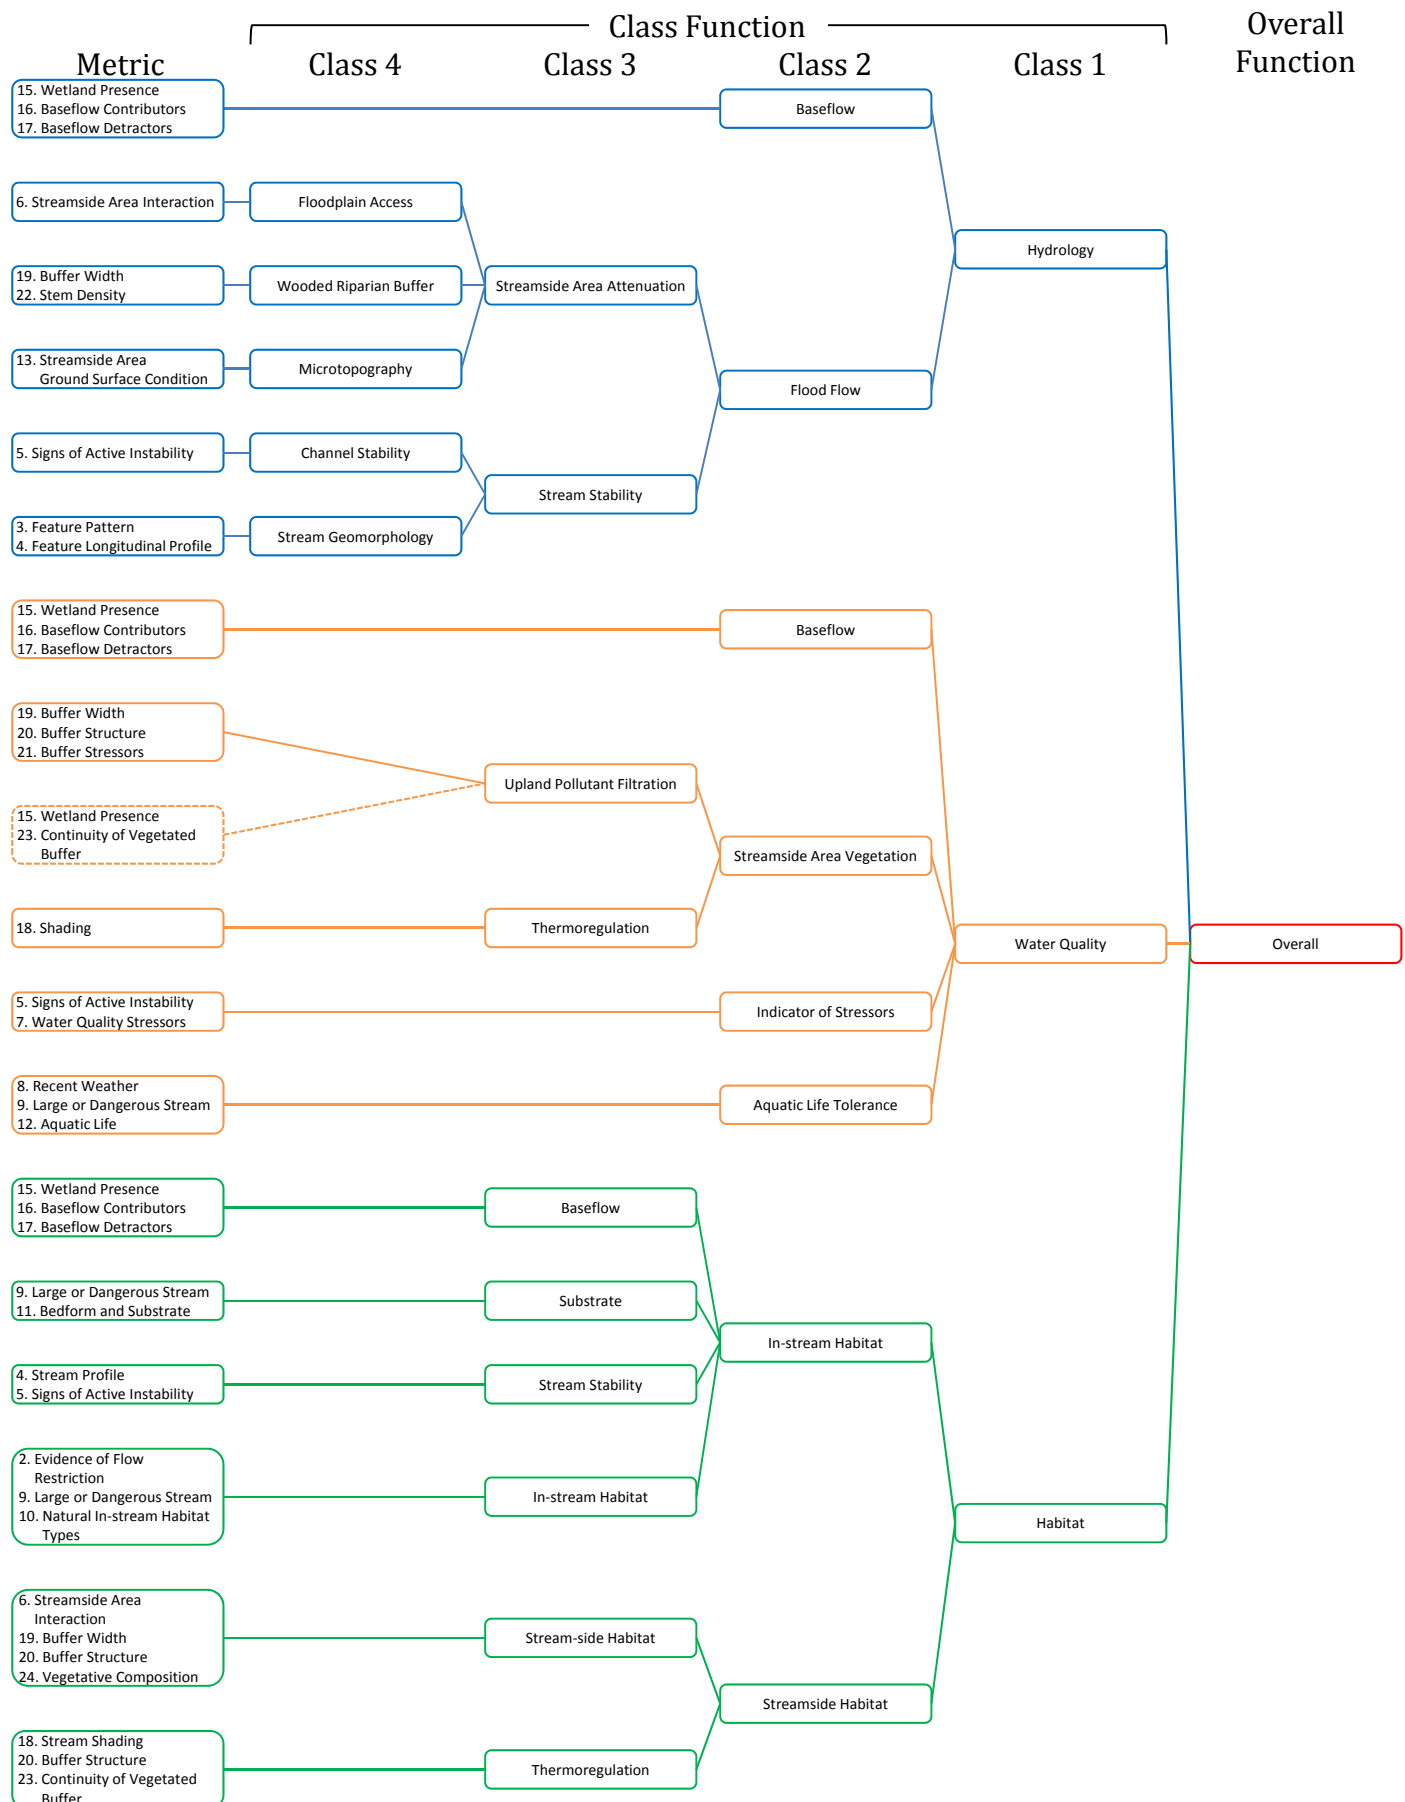 Class Function
Overall
Function
Metric
Class 4
Class 3
Class 2
Class 1
15. Wetland Presence
16. Baseflow Contributors
17. Baseflow Detractors
Baseflow
6. Streamside Area Interaction
Floodplain Access
Hydrology
19. Buffer Width
22. Stem Density
Wooded Riparian Buffer
Streamside Area Attenuation
13. Streamside Area
Ground Surface Condition
Microtopography
Flood Flow
5. Signs of Active Instability
Channel Stability
Stream Stability
3. Feature Pattern
4. Feature Longitudinal Profile
Stream Geomorphology
15. Wetland Presence
16. Baseflow Contributors
17. Baseflow Detractors
Baseflow
19. Buffer Width
20. Buffer Structure
21. Buffer Stressors
Upland Pollutant Filtration
15. Wetland Presence
23. Continuity of Vegetated
Buffer
Streamside Area Vegetation
18. Shading
Thermoregulation
Water Quality
Overall
5. Signs of Active Instability
7. Water Quality Stressors
Indicator of Stressors
8. Recent Weather
9. Large or Dangerous Stream
12. Aquatic Life
Aquatic Life Tolerance
15. Wetland Presence
16. Baseflow Contributors
17. Baseflow Detractors
Baseflow
9. Large or Dangerous Stream
11. Bedform and Substrate
Substrate
In-stream Habitat
4. Stream Profile
5. Signs of Active Instability
Stream Stability
2. Evidence of Flow
Restriction
9. Large or Dangerous Stream
10. Natural In-stream Habitat
Types
In-stream Habitat
Habitat
6. Streamside Area
Interaction
19. Buffer Width
20. Buffer Structure
24. Vegetative Composition
Stream-side Habitat
Streamside Habitat
18. Stream Shading
20. Buffer Structure
23. Continuity of Vegetated
Buffer
Thermoregulation